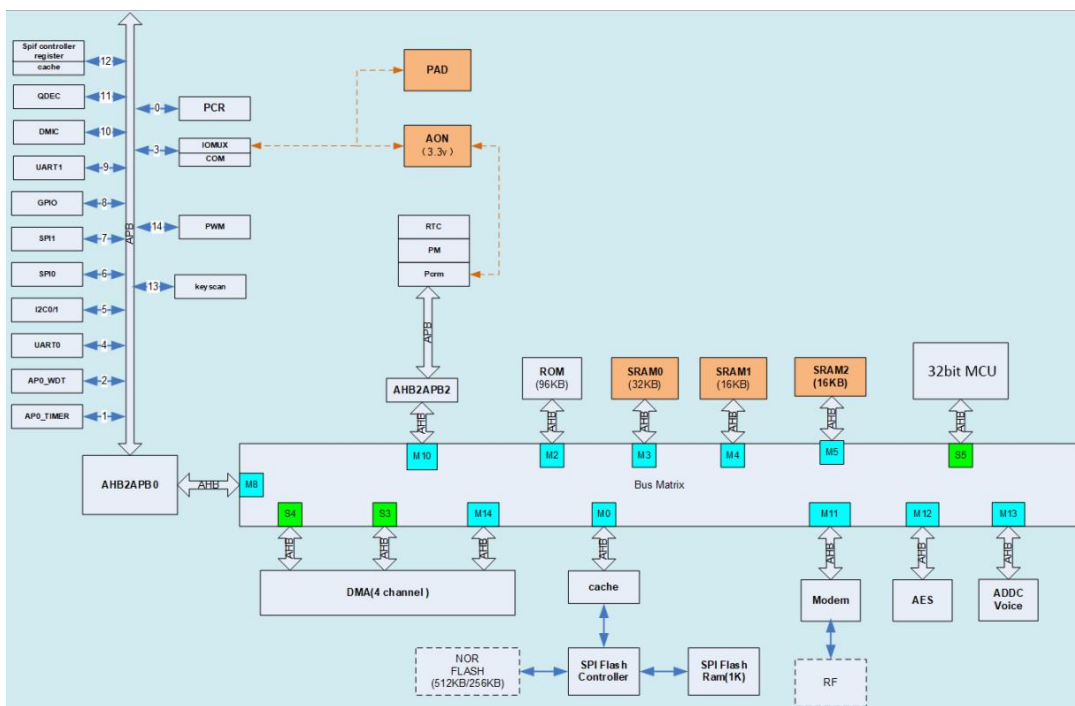 Spif controller
register
cache
12
QDEC
11
DMIC
10
UART1
9
GPIO
8
SPI1
7
SPI0
6
I2C0/1
5
UART0
4
AP0_WDT
2
AP0_TIMER
1
APB
0
PCR
3
IOMUX
COM
14
PWM
13
keyscan
PAD
AON
(3.3v)
RTC
PM
Pcrm
APB
AHB2APB2
AHB
M10
ROM
(96KB)
AHB
M2
SRAM0
(32KB)
AHB
M3
SRAM1
(16KB)
AHB
M4
SRAM2
(16KB)
AHB
M5
32bit MCU
AHB
S5
AHB2APB0
AHB
M8
Bus Matrix
S4
S3
M14
M0
M11
M12
M13
AHB
AHB
AHB
AHB
AHB
AHB
AHB
DMA(4 channel )
cache
Modem
AES
ADDC
Voice
NOR
FLASH
(512KB/256KB)
SPI Flash
Controller
SPI Flash
Ram(1K)
RF